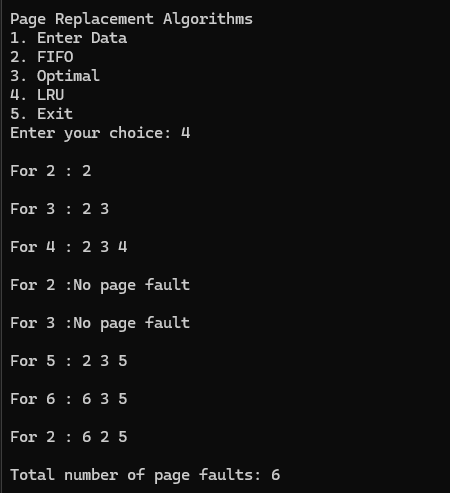 Page Replacement Algorithms
1. Enter Data
2. FIFO
3. Optimal
4. LRU
5. Exit
Enter your choice: 4
For 2 : 2
For 3 : 2 3
For 4 : 2 3 4
For 2 :No page fault
For 3 :No page fault
For 5 : 2 3 5
For 6 : 6 3 5
For 2 : 6 2 5
Total number of page faults: 6